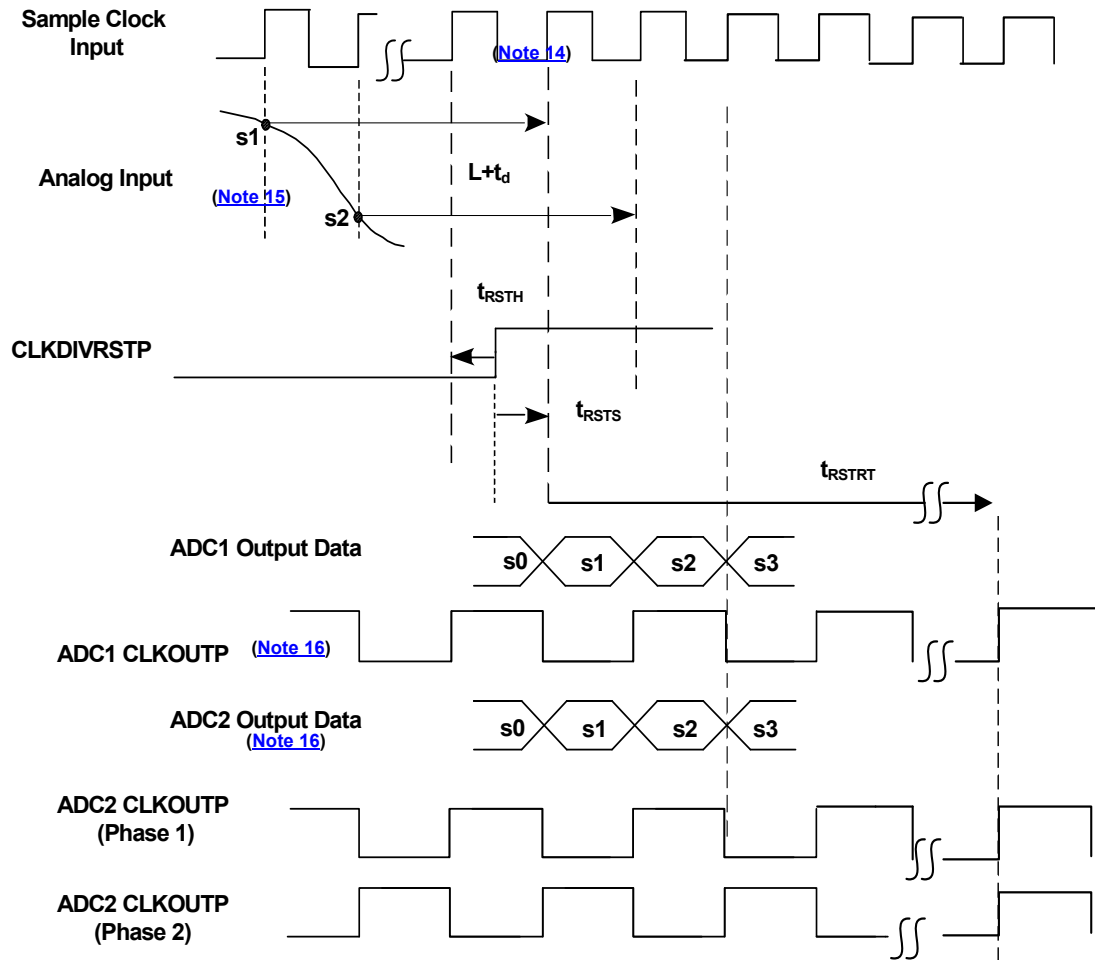 Sample Clock
Input
(Note 14)
s1
L+td
Analog Input
(Note 15)
s2
tRSTH
CLKDIVRSTP
tRSTS
tRSTRT
ADC1 Output Data
s0 s1 s2 s3
ADC1 CLKOUTP (Note 16)
ADC2 Output Data
(Note 16)
s0 s1 s2 s3
ADC2 CLKOUTP
(Phase 1)
ADC2 CLKOUTP
(Phase 2)